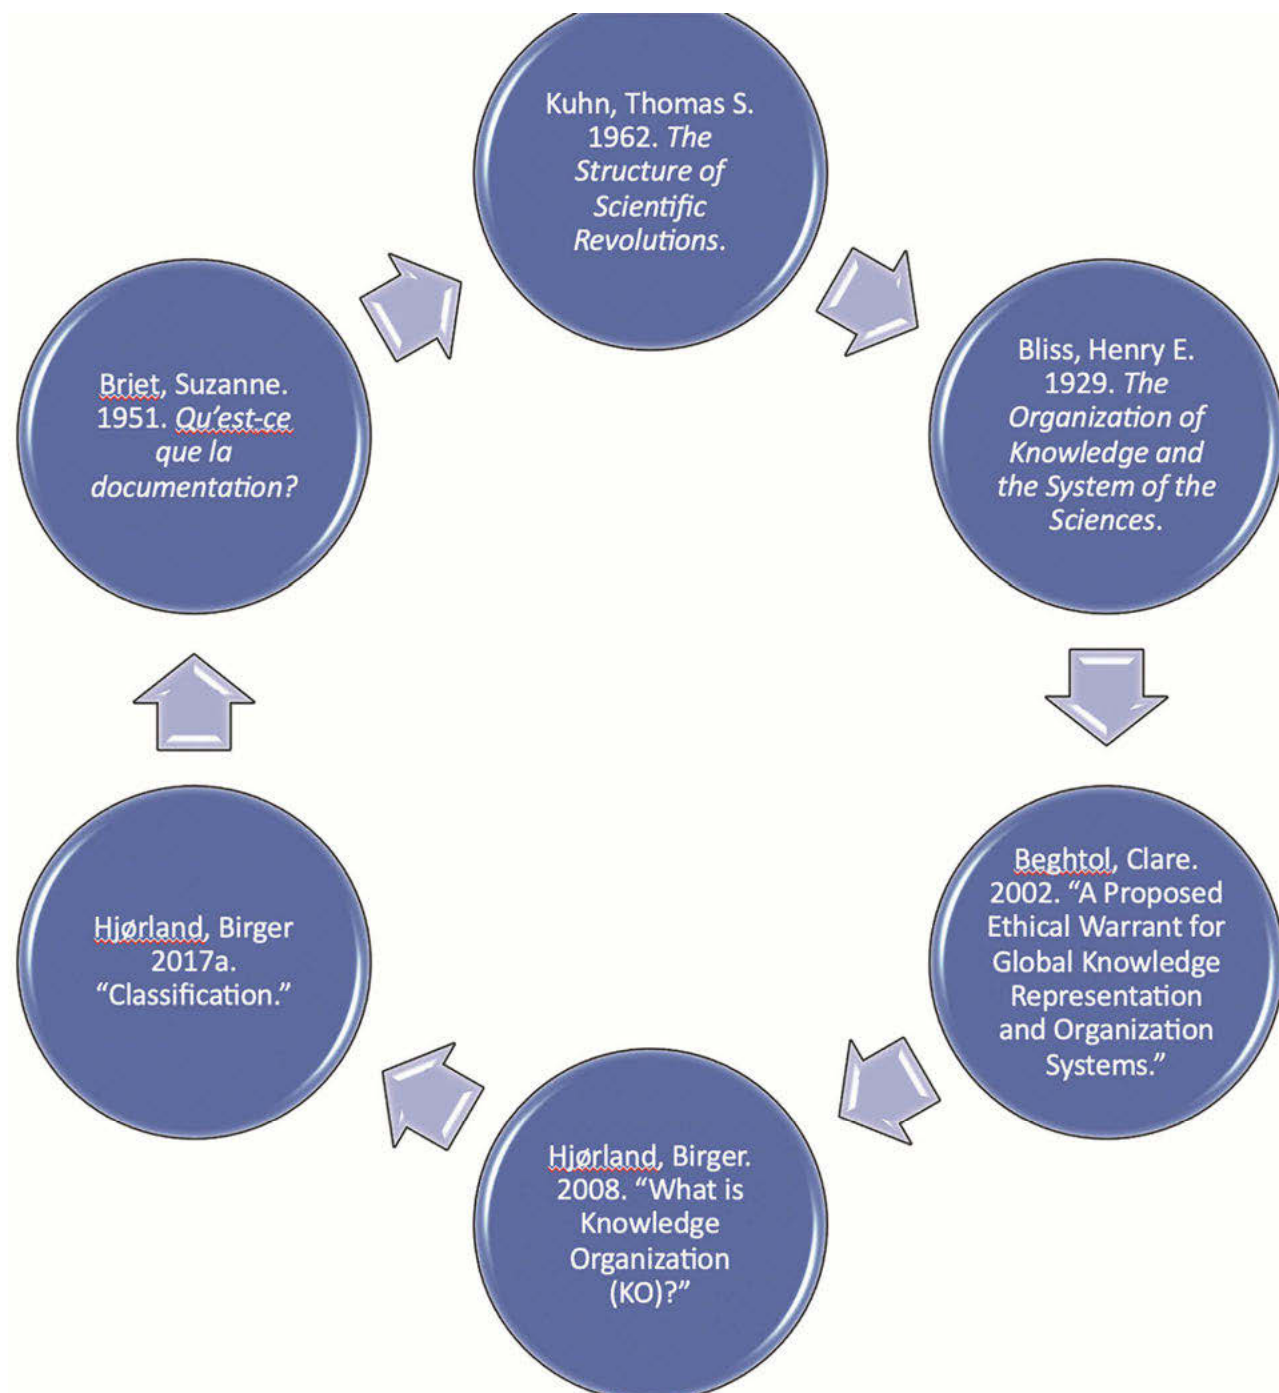 Kuhn, Thomas S.
1962. The
Structure of
Scientific
Revolutions.
Bliss, Henry E.
1929. The
Organization of
Knowledge and
the System of the
Sciences.
Beghtol, Clare.
2002. “A Proposed
Ethical Warrant for
Global Knowledge
Representation
and Organization
Systems.”
Hjørland, Birger.
2008. “What is
Knowledge
Organization
(KO)?”
Hjørland, Birger
2017a.
“Classification.”
Briet, Suzanne.
1951. Qu’est-ce
que la
documentation?